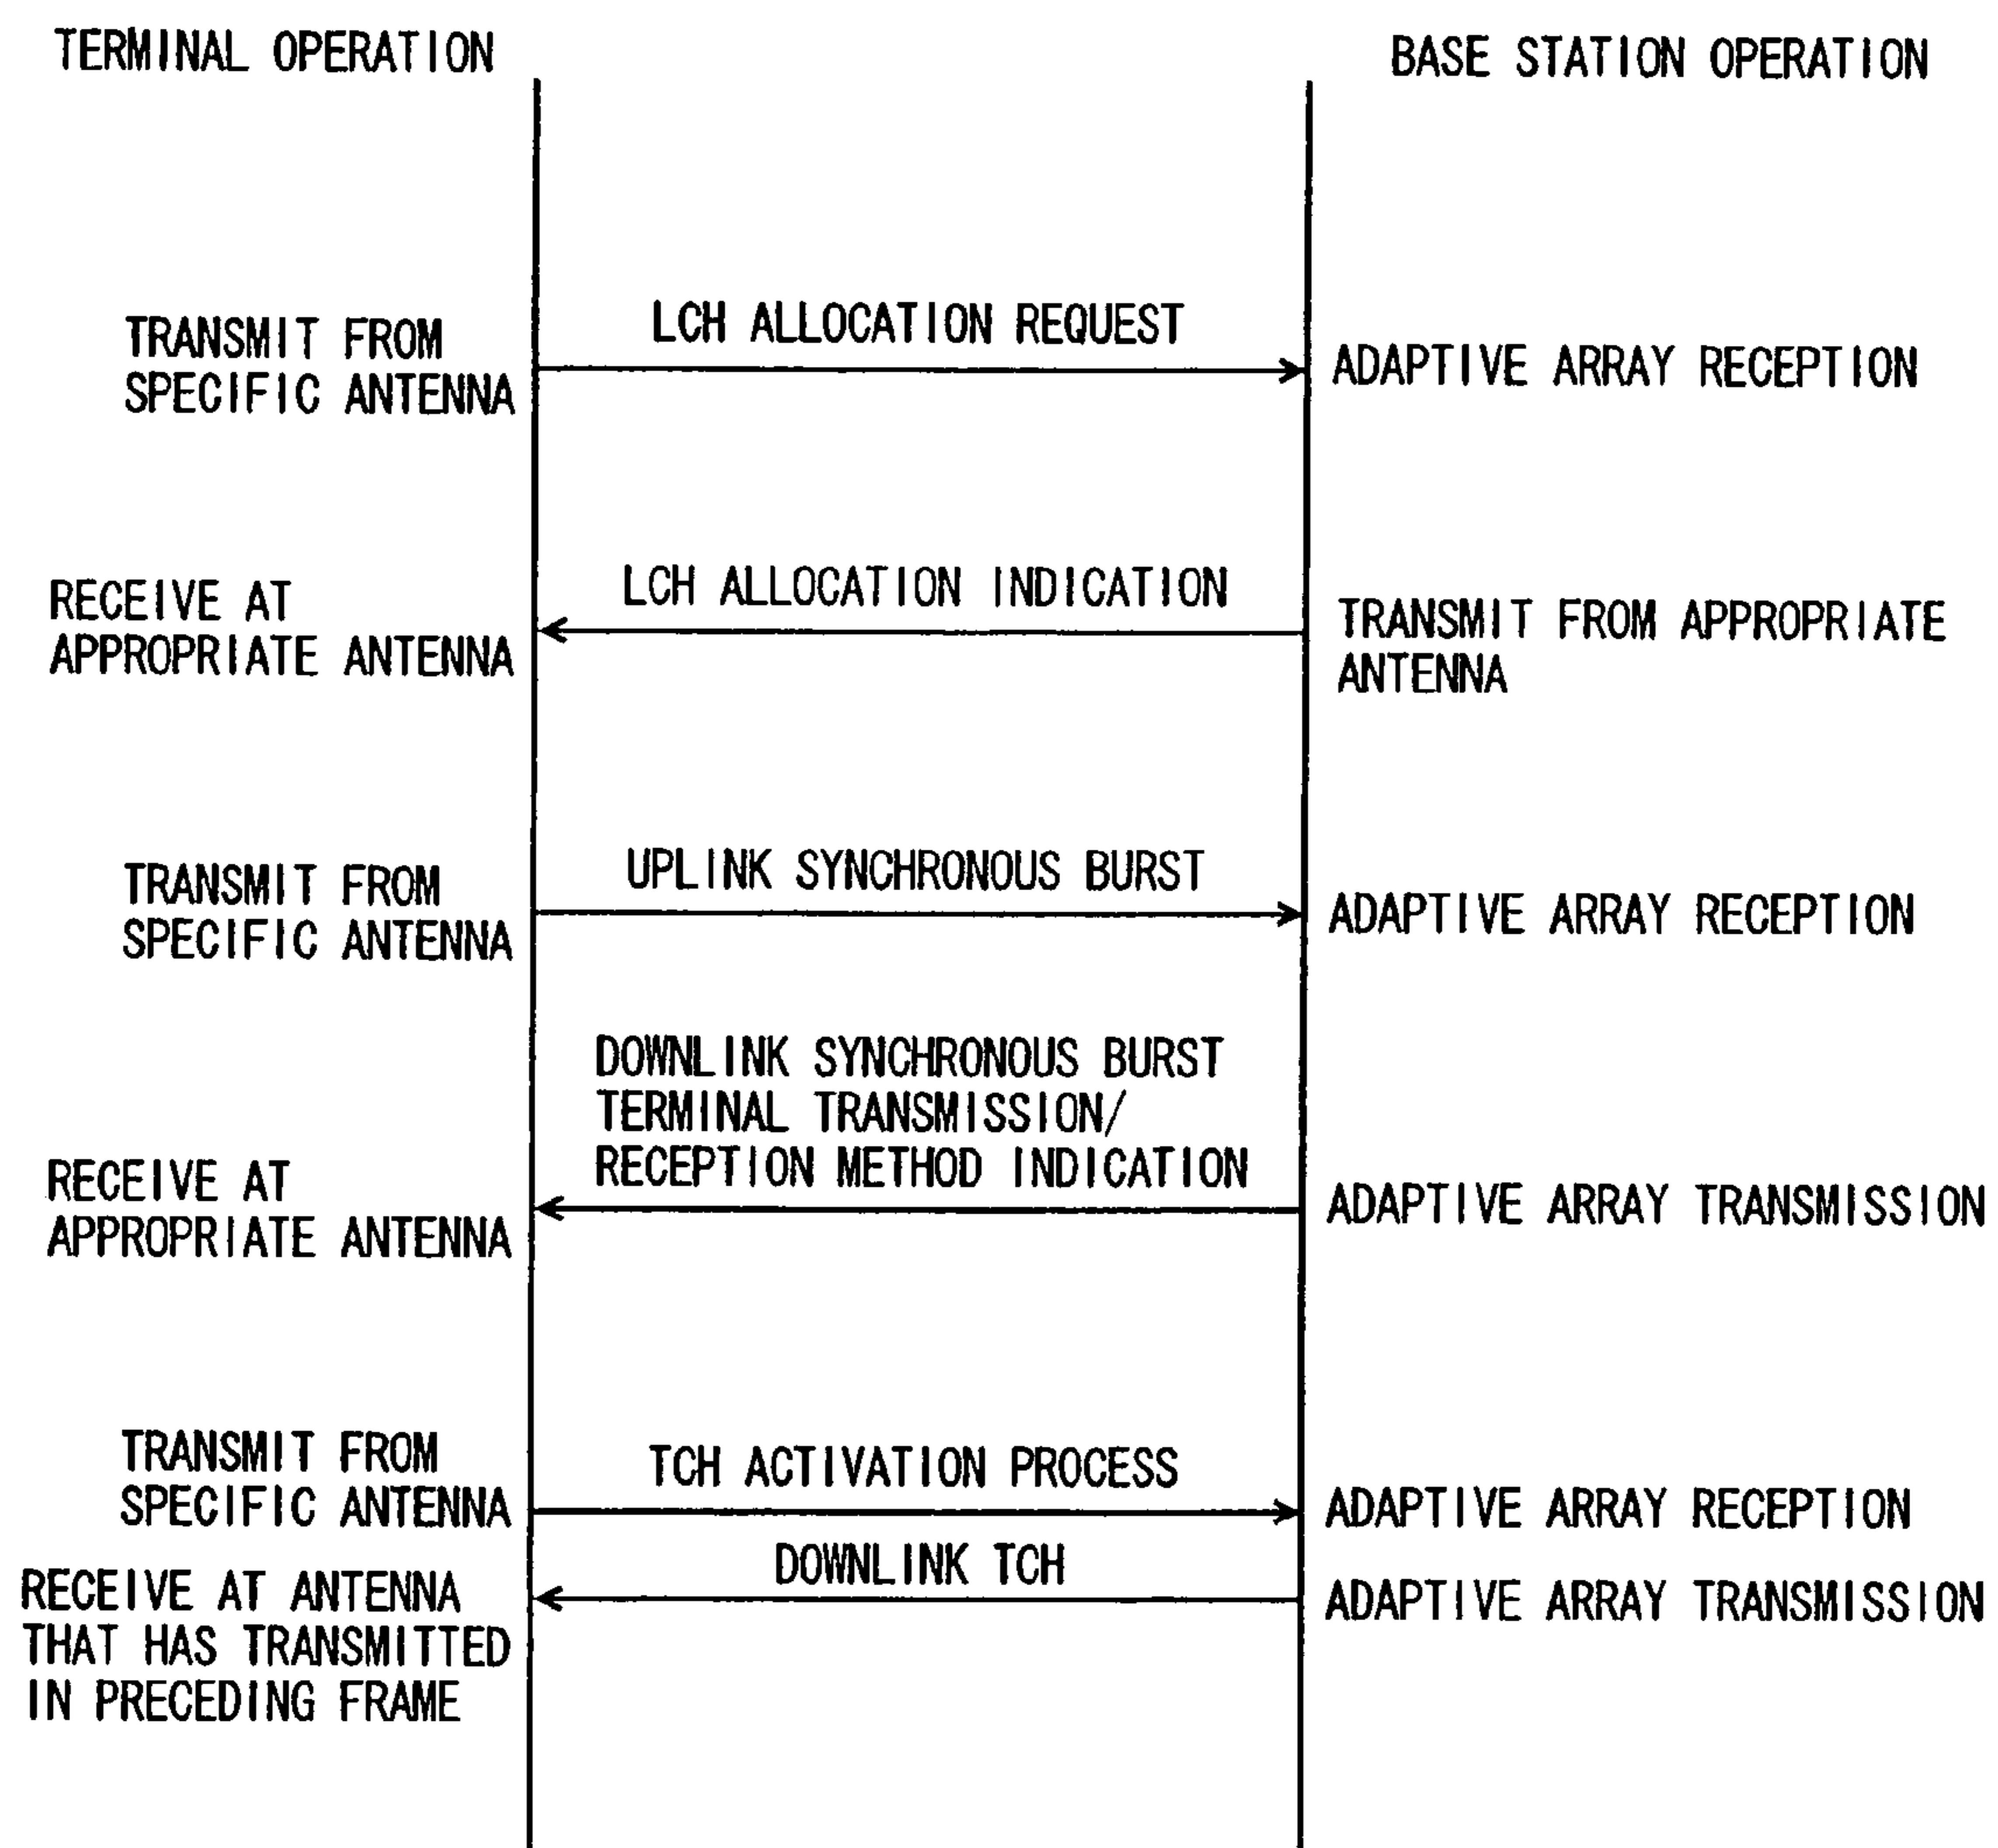 TERMINAL OPERATION
BASE STATION OPERATION
TRANSMIT FROM
SPECIFIC ANTENNA
LCH ALLOCATION REQUEST
ADAPTIVE ARRAY RECEPTION
RECEIVE AT
APPROPRIATE ANTENNA
LCH ALLOCATION INDICATION
TRANSMIT FROM APPROPRIATE
ANTENNA
TRANSMIT FROM
SPECIFIC ANTENNA
UPLINK SYNCHRONOUS BURST
ADAPTIVE ARRAY RECEPTION
RECEIVE AT
APPROPRIATE ANTENNA
DOWNLINK SYNCHRONOUS BURST
TERMINAL TRANSMISSION/
RECEPTION METHOD INDICATION
ADAPTIVE ARRAY TRANSMISSION
TRANSMIT FROM
SPECIFIC ANTENNA
TCH ACTIVATION PROCESS
ADAPTIVE ARRAY RECEPTION
RECEIVE AT ANTENNA
THAT HAS TRANSMITTED
IN PRECEDING FRAME
DOWNLINK TCH
ADAPTIVE ARRAY TRANSMISSION